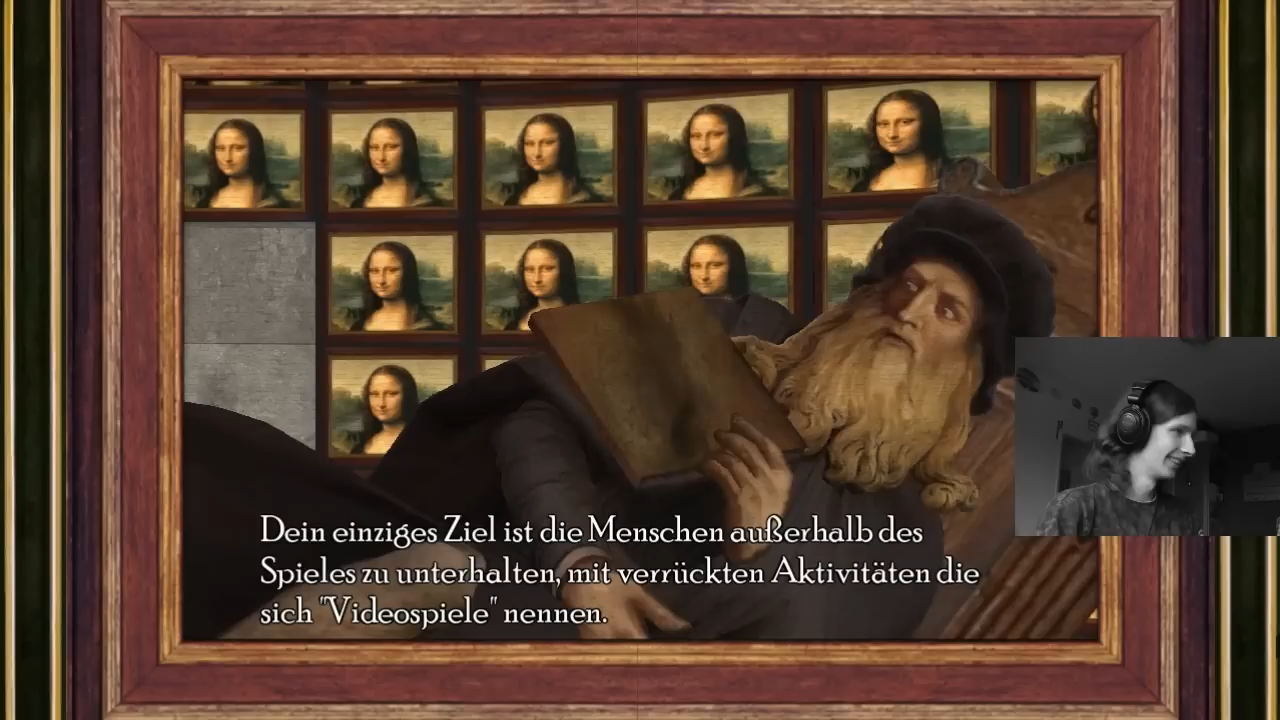 Dein einziges Ziel ist die Menschen außerhalb des
Spieles zu unterhalten, mit verrückten Aktivitäten die
sich "Videospiele" nennen.